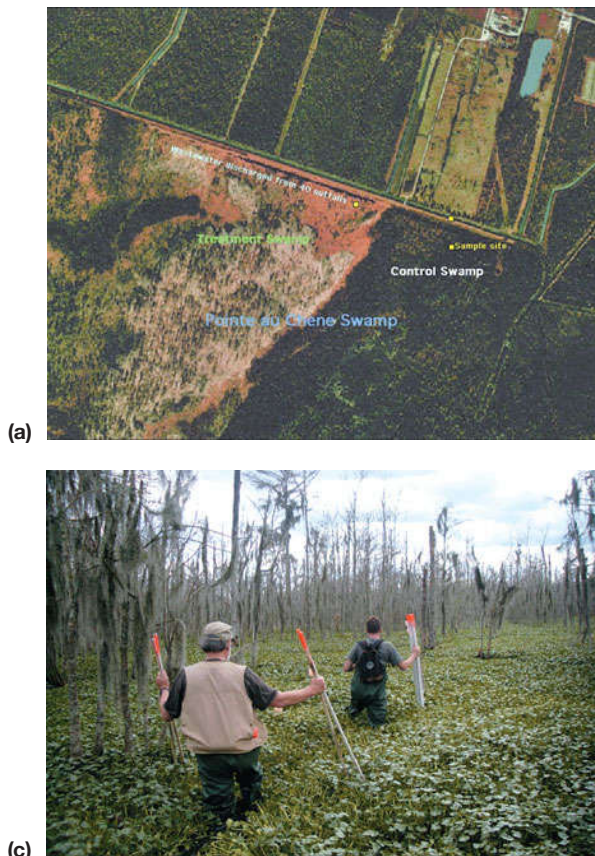 (a)
Wastewater discharged from 40 outfalls
Treatment Swamp
Sample site
Control Swamp
Pointe au Chene Swamp
(c)